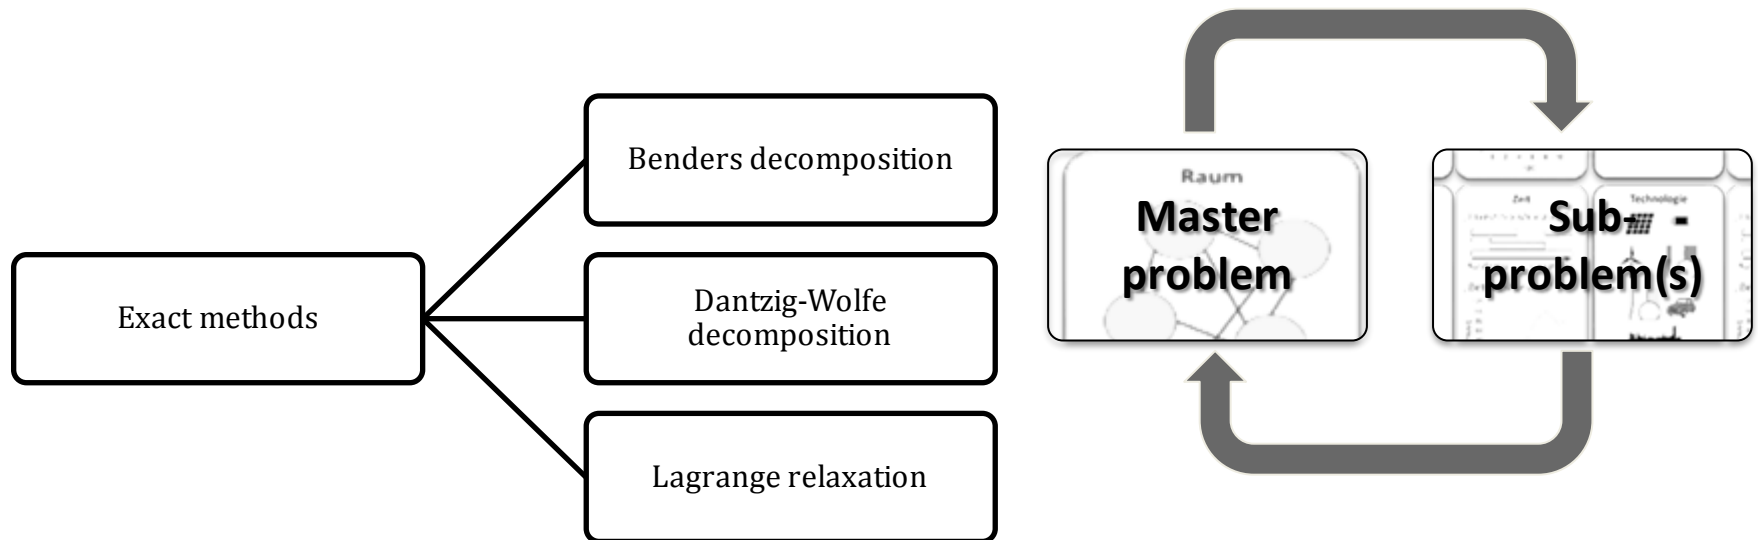 Exact methods
Benders decomposition
Dantzig-Wolfe
decomposition
Lagrange relaxation
Raum
Master
problem
Zeit
Technologie
Sub-
problem(s)